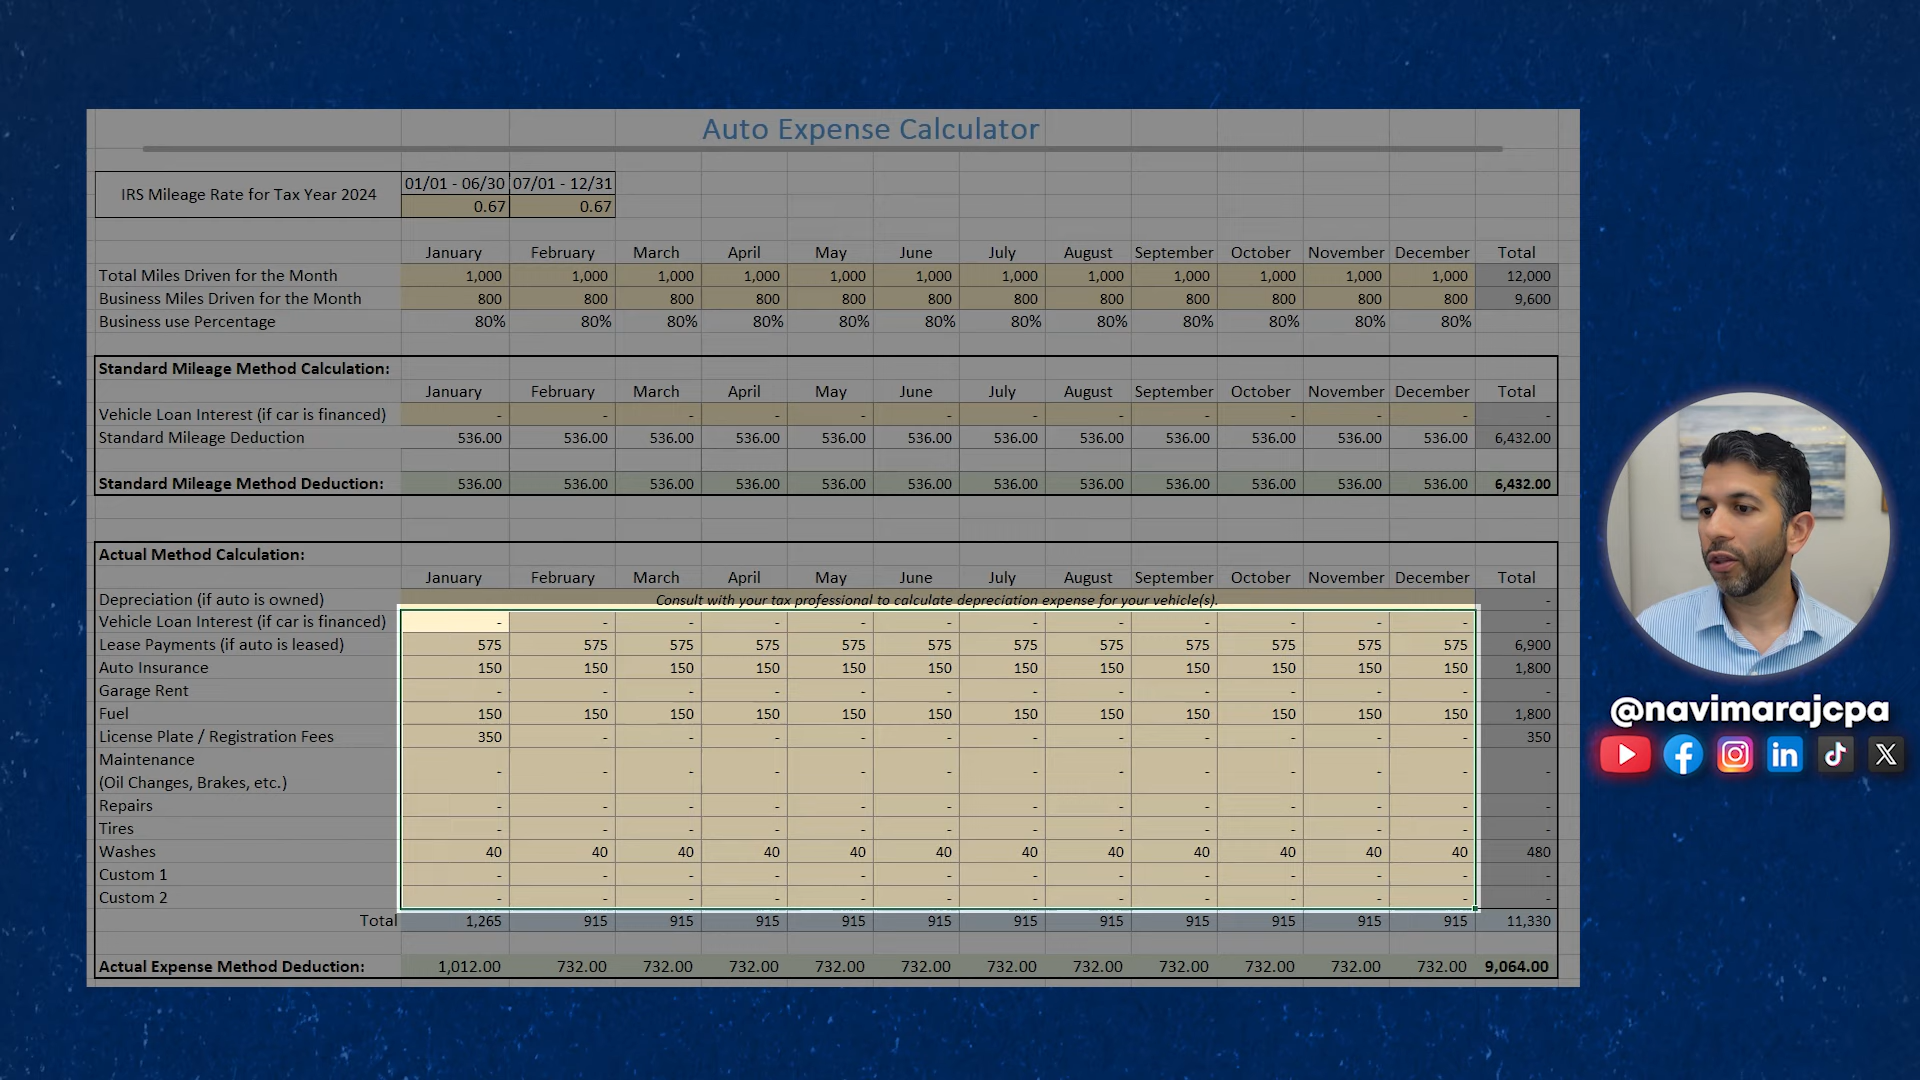 Auto Expense Calculator
IRS Mileage Rate for Tax Year 2024 01/01 - 06/30 07/01 - 12/31
0.67 0.67
January February March April May June July August September October November December Total
Total Miles Driven for the Month 1,000 1,000 1,000 1,000 1,000 1,000 1,000 1,000 1,000 1,000 1,000 1,000 12,000
Business Miles Driven for the Month 800 800 800 800 800 800 800 800 800 800 800 800 9,600
Business use Percentage 80% 80% 80% 80% 80% 80% 80% 80% 80% 80% 80% 80%
Standard Mileage Method Calculation:
January February March April May June July August September October November December Total
Vehicle Loan Interest (if car is financed) - - - - - - - - - - - - -
Standard Mileage Deduction 536.00 536.00 536.00 536.00 536.00 536.00 536.00 536.00 536.00 536.00 536.00 536.00 6,432.00
Standard Mileage Method Deduction: 536.00 536.00 536.00 536.00 536.00 536.00 536.00 536.00 536.00 536.00 536.00 536.00 6,432.00
Actual Method Calculation:
January February March April May June July August September October November December Total
Depreciation (if auto is owned) Consult with your tax professional to calculate depreciation expense for your vehicle(s). -
Vehicle Loan Interest (if car is financed) - - - - - - - - - - - - -
Lease Payments (if auto is leased) 575 575 575 575 575 575 575 575 575 575 575 575 6,900
Auto Insurance 150 150 150 150 150 150 150 150 150 150 150 150 1,800
Garage Rent - - - - - - - - - - - - -
Fuel 150 150 150 150 150 150 150 150 150 150 150 150 1,800
License Plate / Registration Fees 350 - - - - - - - - - - - 350
Maintenance
(Oil Changes, Brakes, etc.) - - - - - - - - - - - - -
Repairs - - - - - - - - - - - - -
Tires - - - - - - - - - - - - -
Washes 40 40 40 40 40 40 40 40 40 40 40 40 480
Custom 1 - - - - - - - - - - - - -
Custom 2 - - - - - - - - - - - - -
Total 1,265 915 915 915 915 915 915 915 915 915 915 915 11,330
Actual Expense Method Deduction: 1,012.00 732.00 732.00 732.00 732.00 732.00 732.00 732.00 732.00 732.00 732.00 732.00 9,064.00
@navimarajcpa